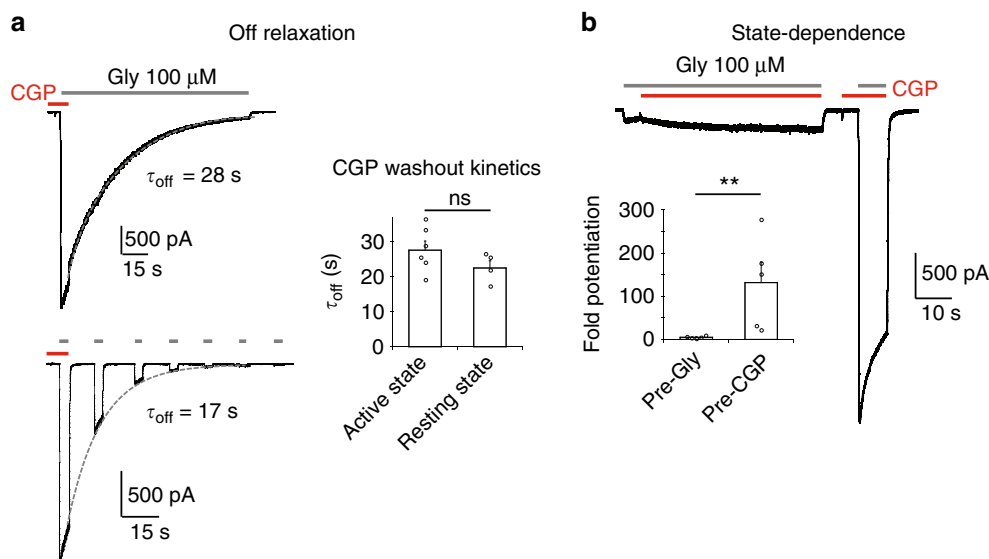 a
Off relaxation
Gly 100 μM
CGP
τoff = 28 s
500 pA
15 s
τoff = 17 s
500 pA
15 s
CGP washout kinetics
ns
τoff (s)
30
20
10
0
Active state
Resting state
b
State-dependence
Gly 100 μM
CGP
**
Fold potentiation
300
200
100
0
Pre-Gly
Pre-CGP
500 pA
10 s